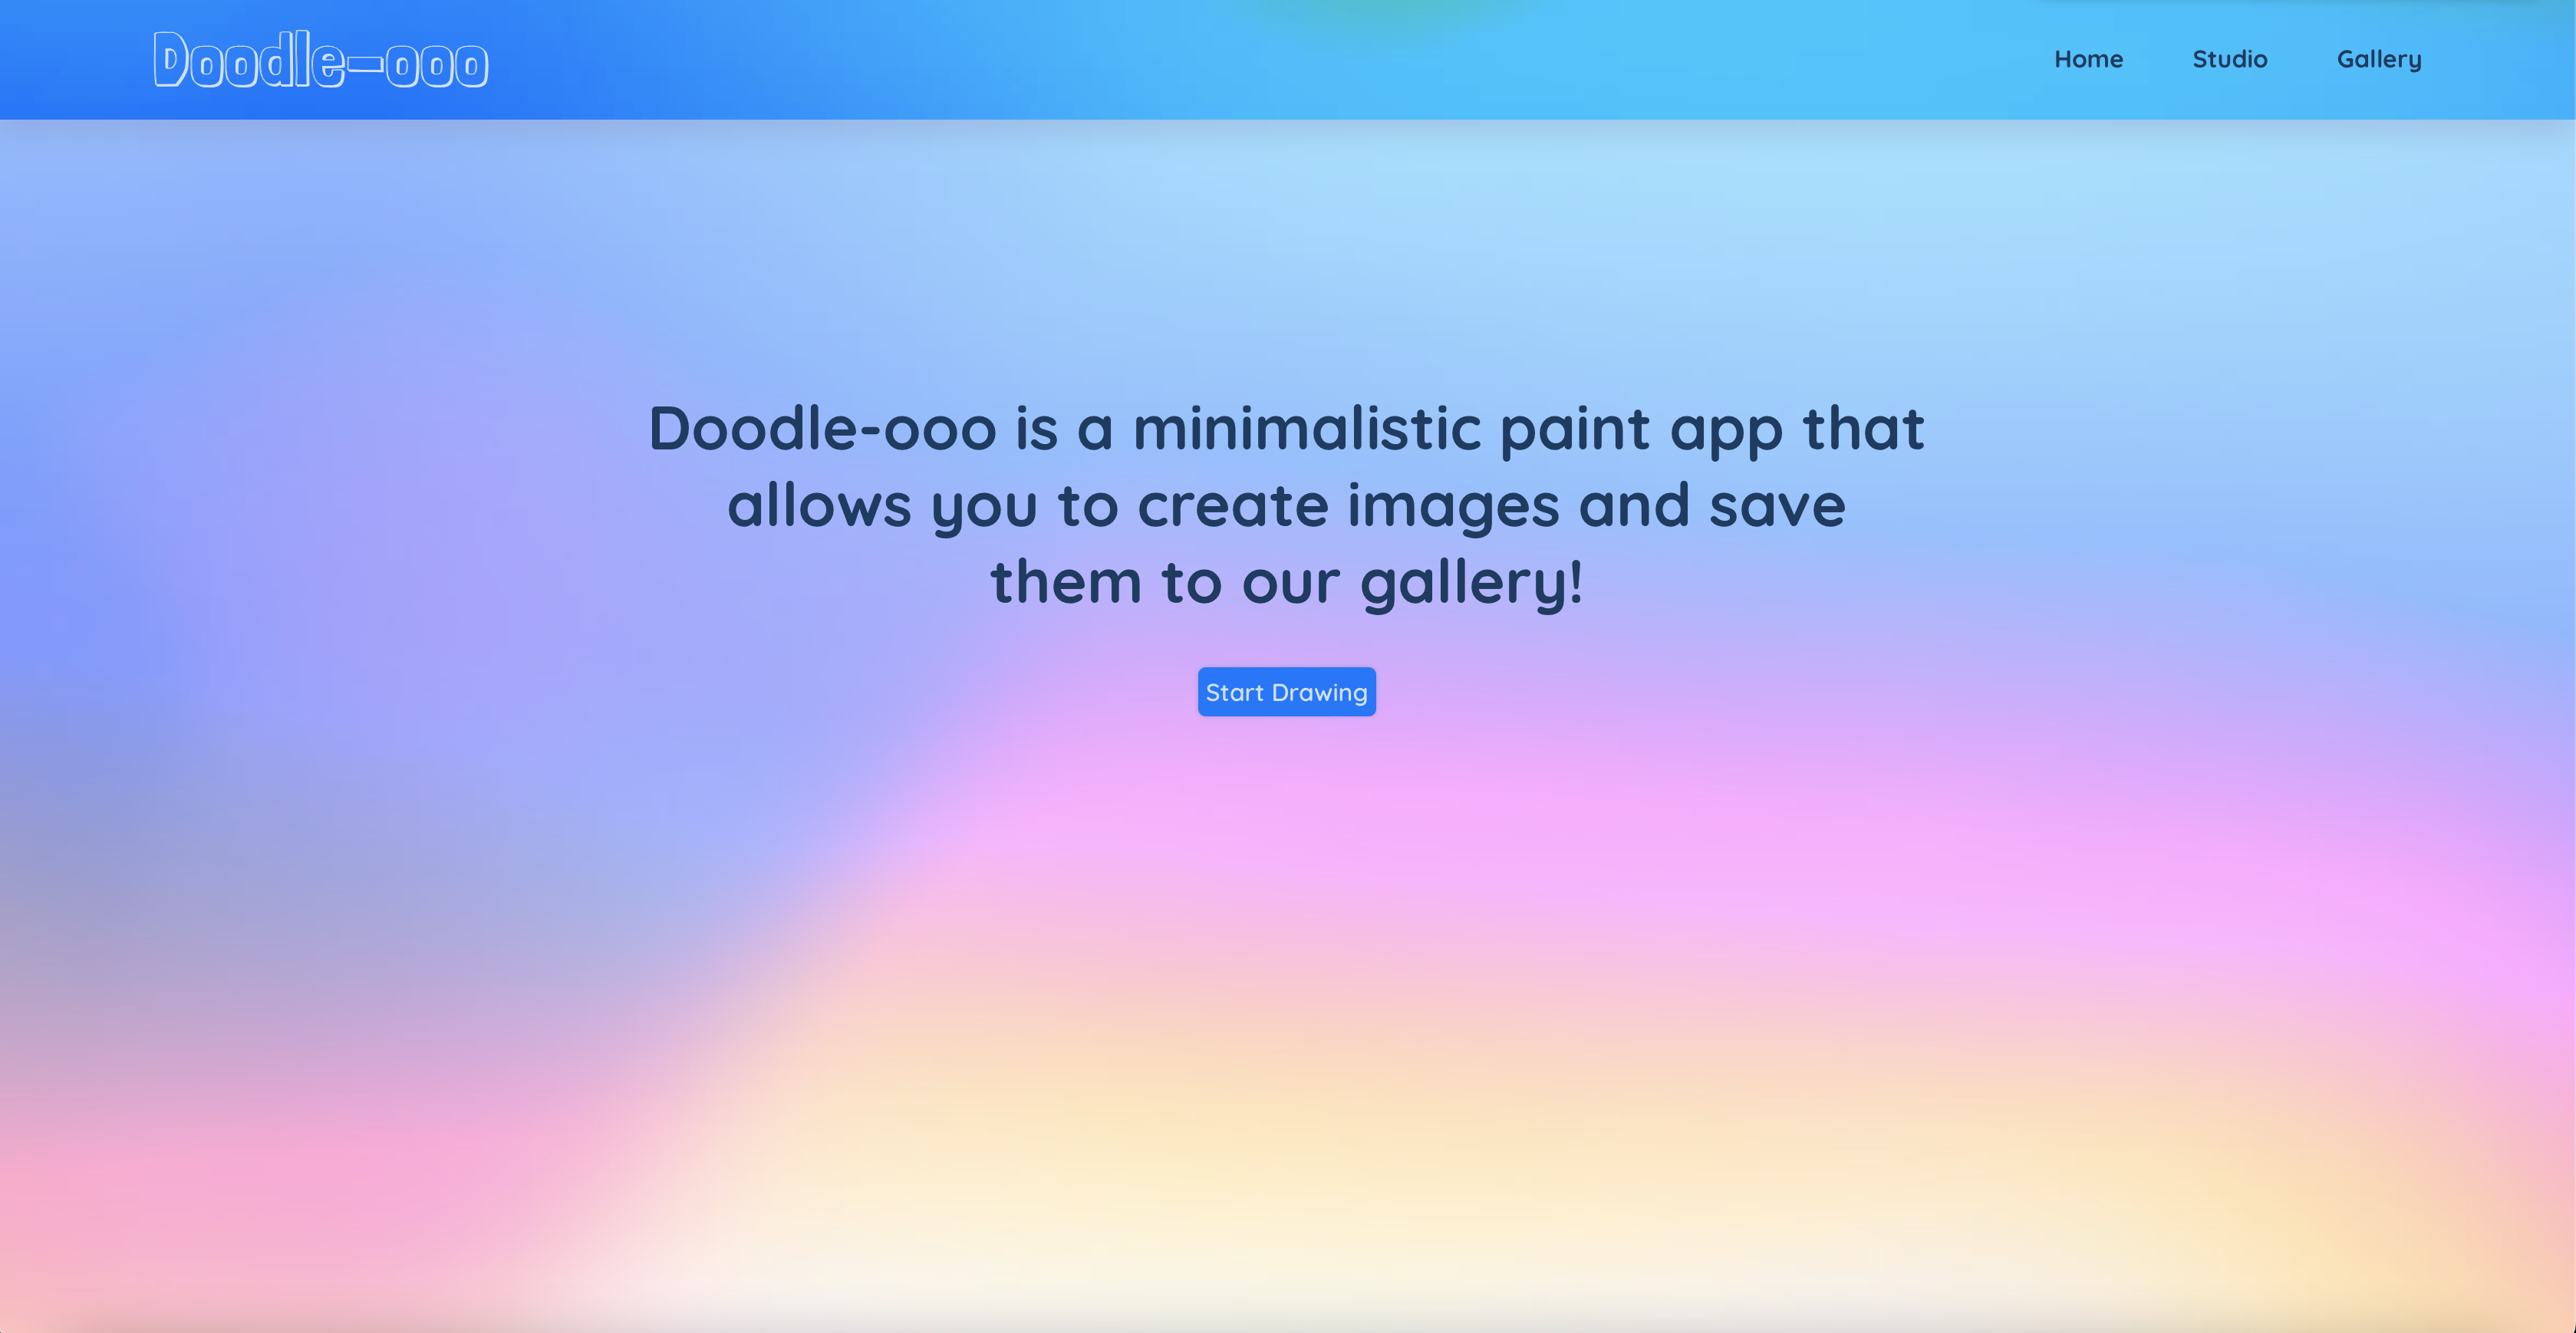 Doodle-ooo
Home Studio Gallery
Doodle-ooo is a minimalistic paint app that
allows you to create images and save
them to our gallery!
Start Drawing